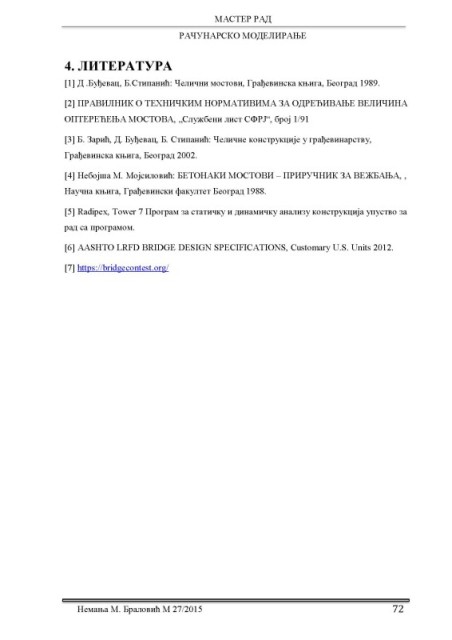 МАСТЕР РАД
РАЧУНАРСКО МОДЕЛИРАЊЕ
4. ЛИТЕРАТУРА
[1] Д .Буђевац, Б.Стипанић: Челични мостови, Грађевинска књига, Београд 1989.
[2] ПРАВИЛНИК О ТЕХНИЧКИМ НОРМАТИВИМА ЗА ОДРЕЂИВАЊЕ ВЕЛИЧИНА
ОПТЕРЕЂЕЊА МОСТОВА, „Службени лист СФРЈ“, број 1/91
[3] Б. Зарић, Д. Буђевац, Б. Стипанић: Челичне конструкције у грађевинарству,
Грађевинска књига, Београд 2002.
[4] Небојша М. Мојсиловић: БЕТОНАКИ МОСТОВИ – ПРИРУЧНИК ЗА ВЕЖБАЊА, ,
Научна књига, Грађевински факултет Београд 1988.
[5] Radipex, Tower 7 Програм за статичку и динамичку анализу конструкција упуство за
рад са програмом.
[6] AASHTO LRFD BRIDGE DESIGN SPECIFICATIONS, Customary U.S. Units 2012.
[7] https://bridgecontest.org/
Немања М. Браловић М 27/2015 72